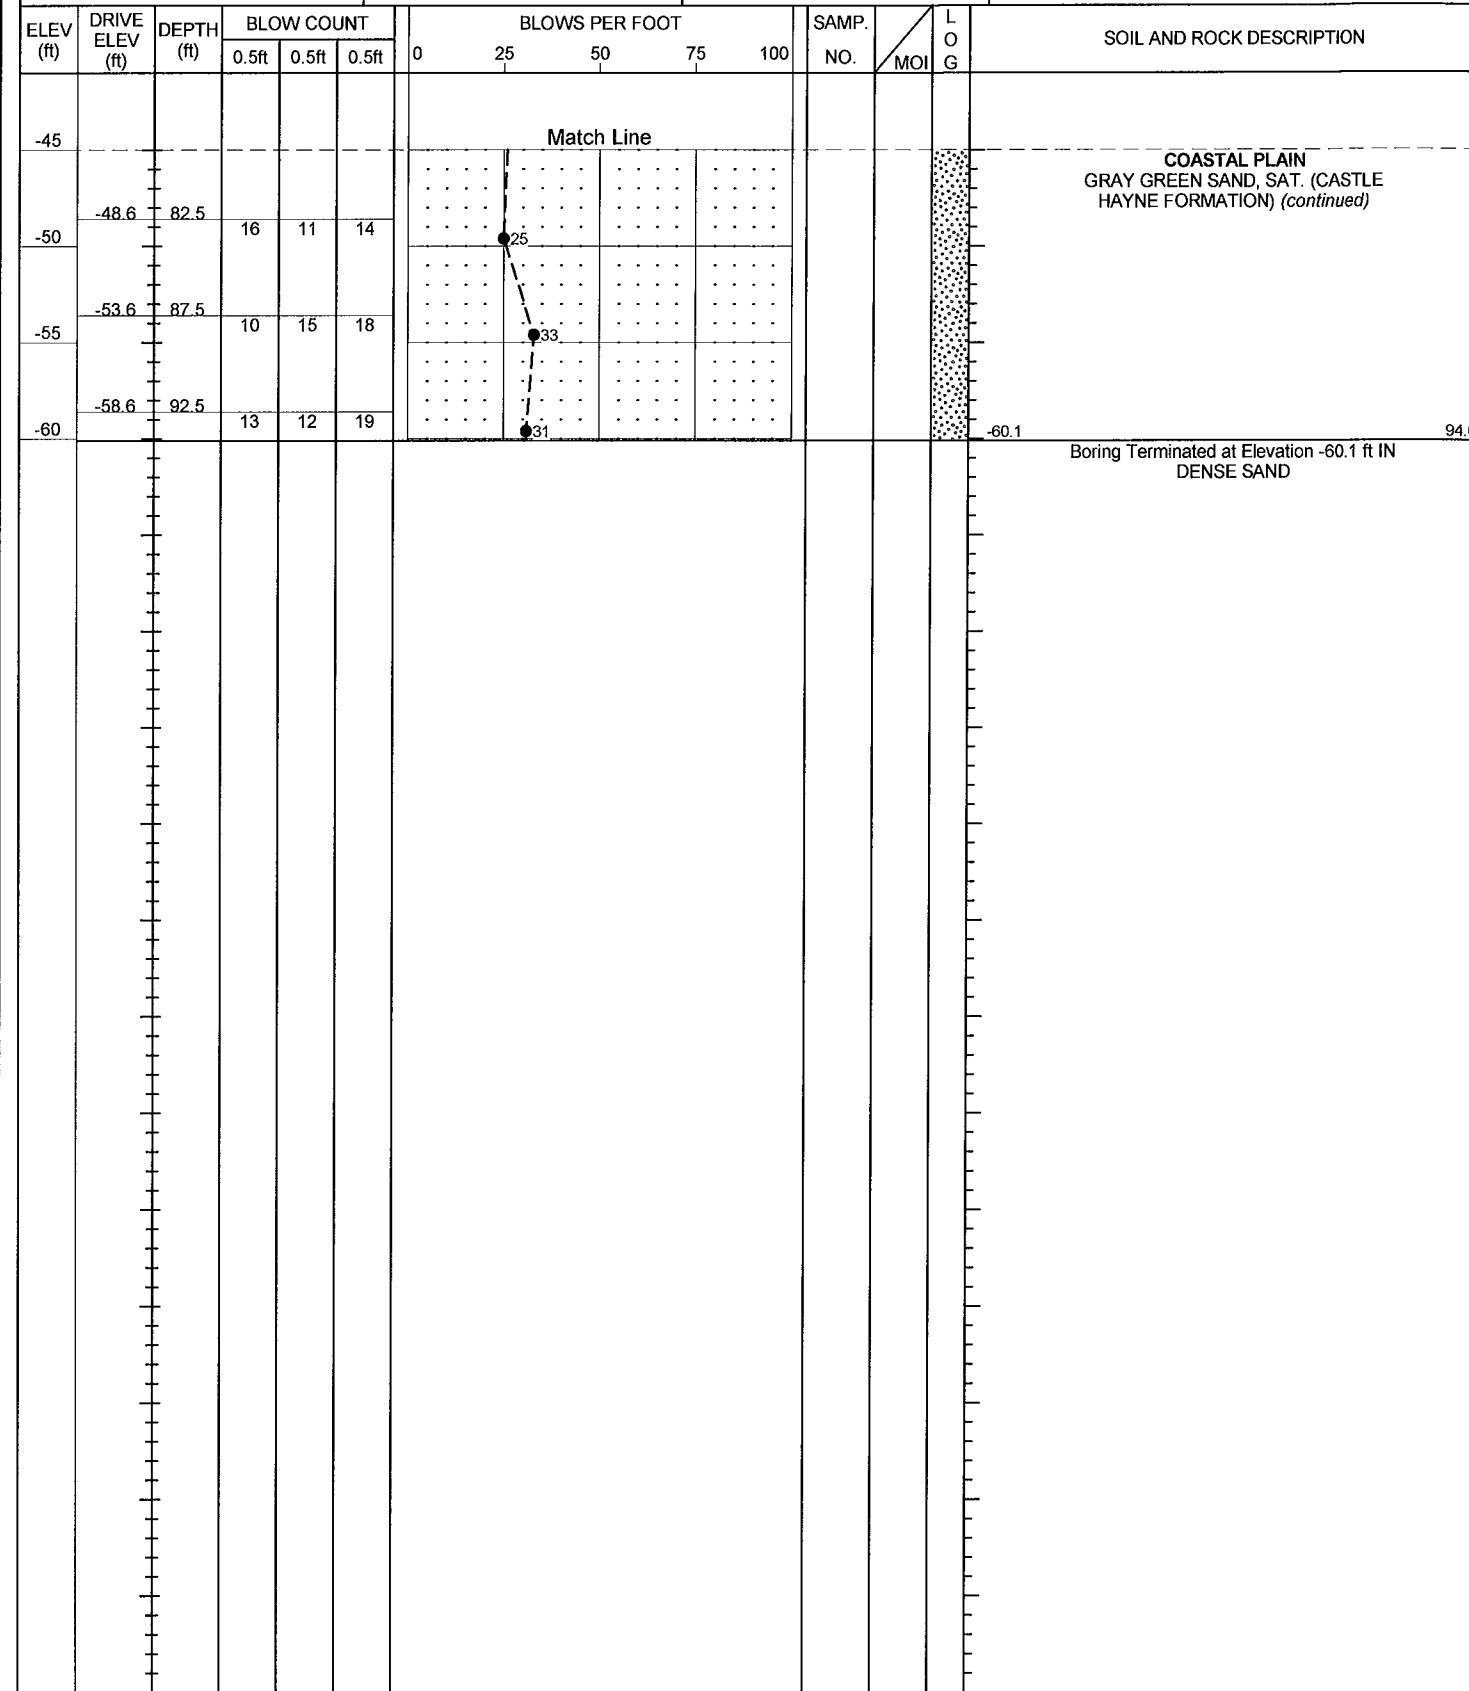 ELEV (ft) DRIVE ELEV (ft) DEPTH (ft) BLOW COUNT BLOWS PER FOOT SAMP. NO. MOI LOG SOIL AND ROCK DESCRIPTION
0.5ft 0.5ft 0.5ft 0 25 50 75 100
Match Line
-45
COASTAL PLAIN
GRAY GREEN SAND, SAT. (CASTLE
HAYNE FORMATION) (continued)
-48.6 82.5
16 11 14
-50 25
-53.6 87.5
10 15 18
-55 33
-58.6 92.5
13 12 19
-60 31 -60.1 94.
Boring Terminated at Elevation -60.1 ft IN
DENSE SAND